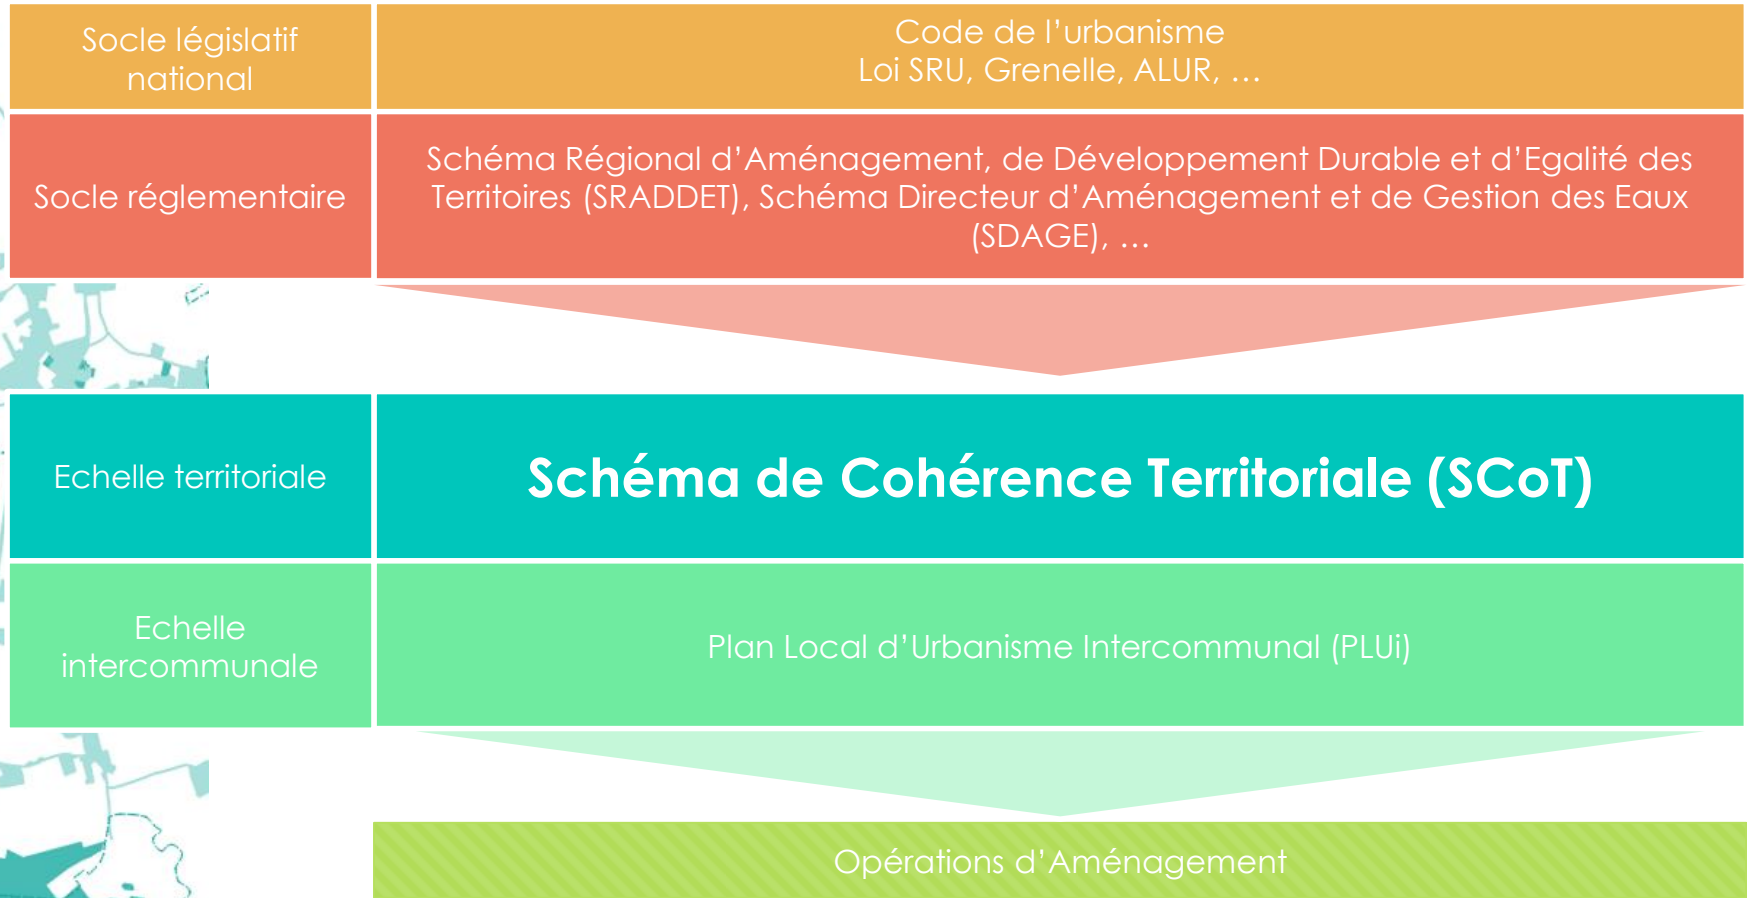 Socle législatif
national
Code de l’urbanisme
Loi SRU, Grenelle, ALUR, …
Socle réglementaire
Schéma Régional d’Aménagement, de Développement Durable et d’Egalité des
Territoires (SRADDET), Schéma Directeur d’Aménagement et de Gestion des Eaux
(SDAGE), …
Echelle territoriale
Schéma de Cohérence Territoriale (SCoT)
Echelle
intercommunale
Plan Local d’Urbanisme Intercommunal (PLUi)
Opérations d’Aménagement